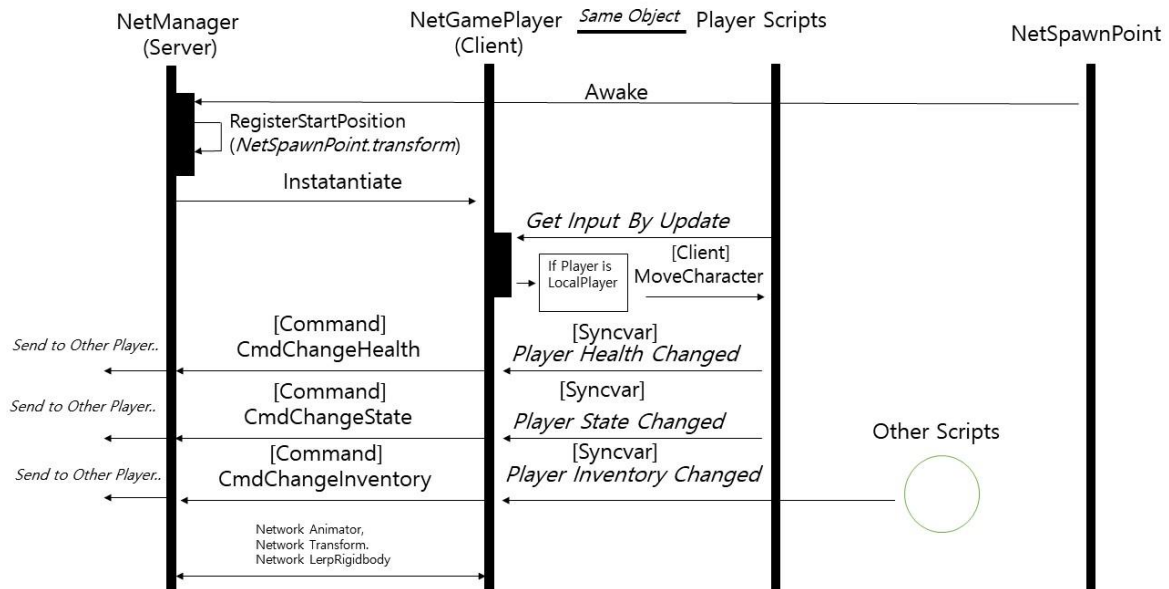 NetManager
(Server)
NetGamePlayer
(Client)
Same Object
Player Scripts
NetSpawnPoint
Awake
RegisterStartPosition
(NetSpawnPoint.transform)
Instatantiate
Get Input By Update
If Player is
LocalPlayer
[Client]
MoveCharacter
Send to Other Player..
[Command]
CmdChangeHealth
[Syncvar]
Player Health Changed
Send to Other Player..
[Command]
CmdChangeState
[Syncvar]
Player State Changed
Send to Other Player..
[Command]
CmdChangeInventory
[Syncvar]
Player Inventory Changed
Other Scripts
Network Animator,
Network Transform.
Network LerpRigidbody